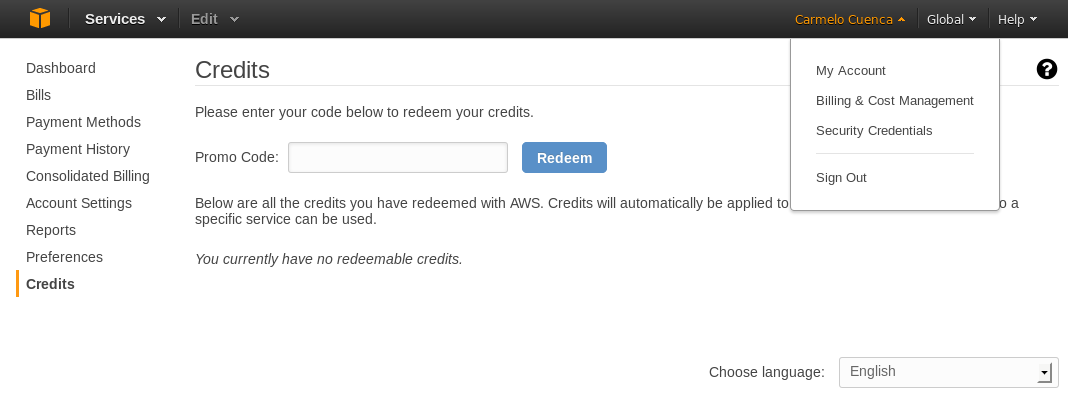 Services Edit Carmelo Cuenca Global Help
Dashboard
Bills
Payment Methods
Payment History
Consolidated Billing
Account Settings
Reports
Preferences
Credits
Credits
?
Please enter your code below to redeem your credits.
Promo Code: Redeem
Below are all the credits you have redeemed with AWS. Credits will automatically be applied to
specific service can be used.
You currently have no redeemable credits.
My Account
Billing & Cost Management
Security Credentials
Sign Out
Choose language: English